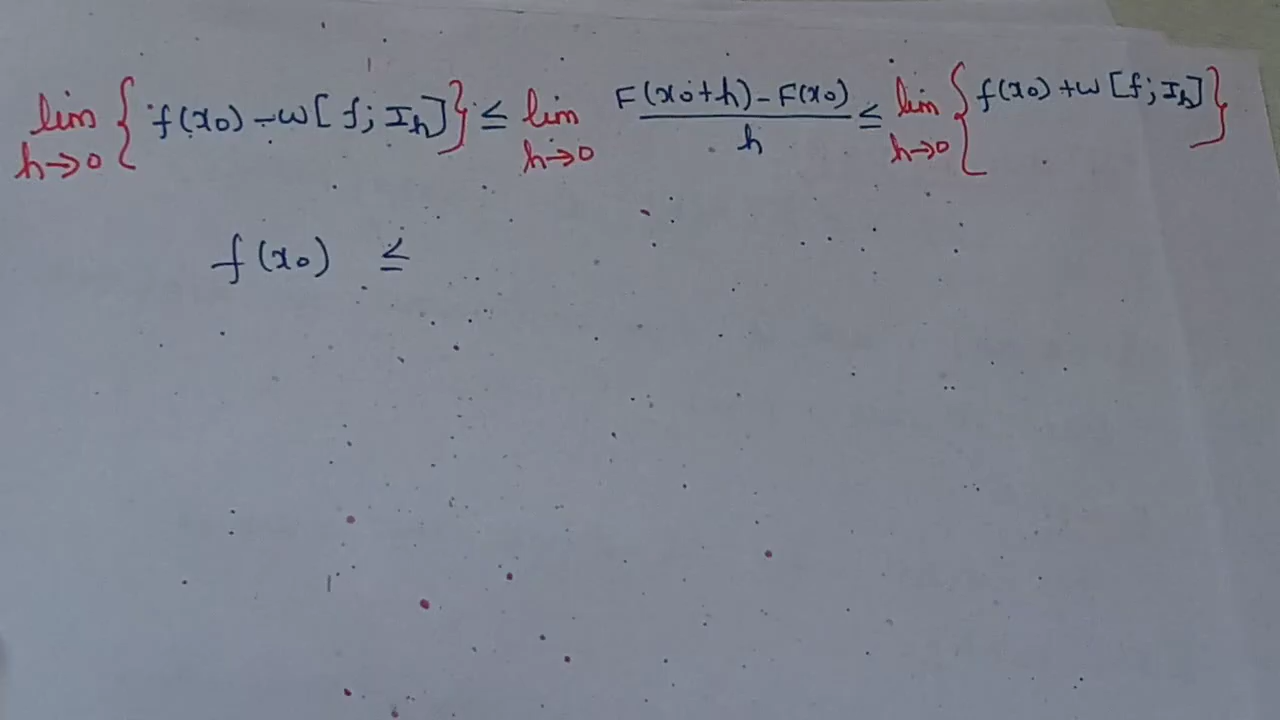 lim h→0 { f(x₀) - w[f; Iₕ] } ≤ lim h→0 F(x₀+h) - F(x₀) / h ≤ lim h→0 { f(x₀) + w[f; Iₕ] }
f(x₀) ≤